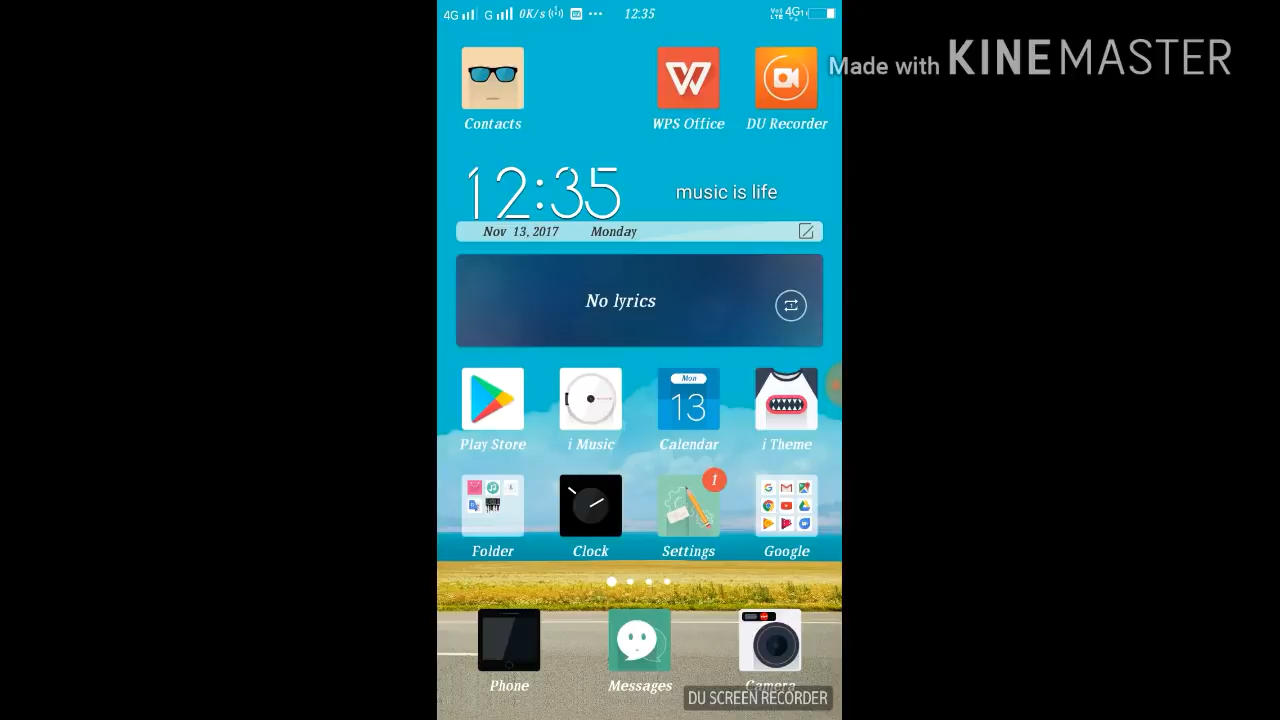 4G G 0K/s 12:35 VoLTE 4G
Made with KINEMASTER
Contacts WPS Office DU Recorder
12:35 music is life
Nov 13, 2017 Monday
No lyrics
Mon
13
Play Store i Music Calendar i Theme
1
Folder Clock Settings Google
Phone Messages Camera
DU SCREEN RECORDER